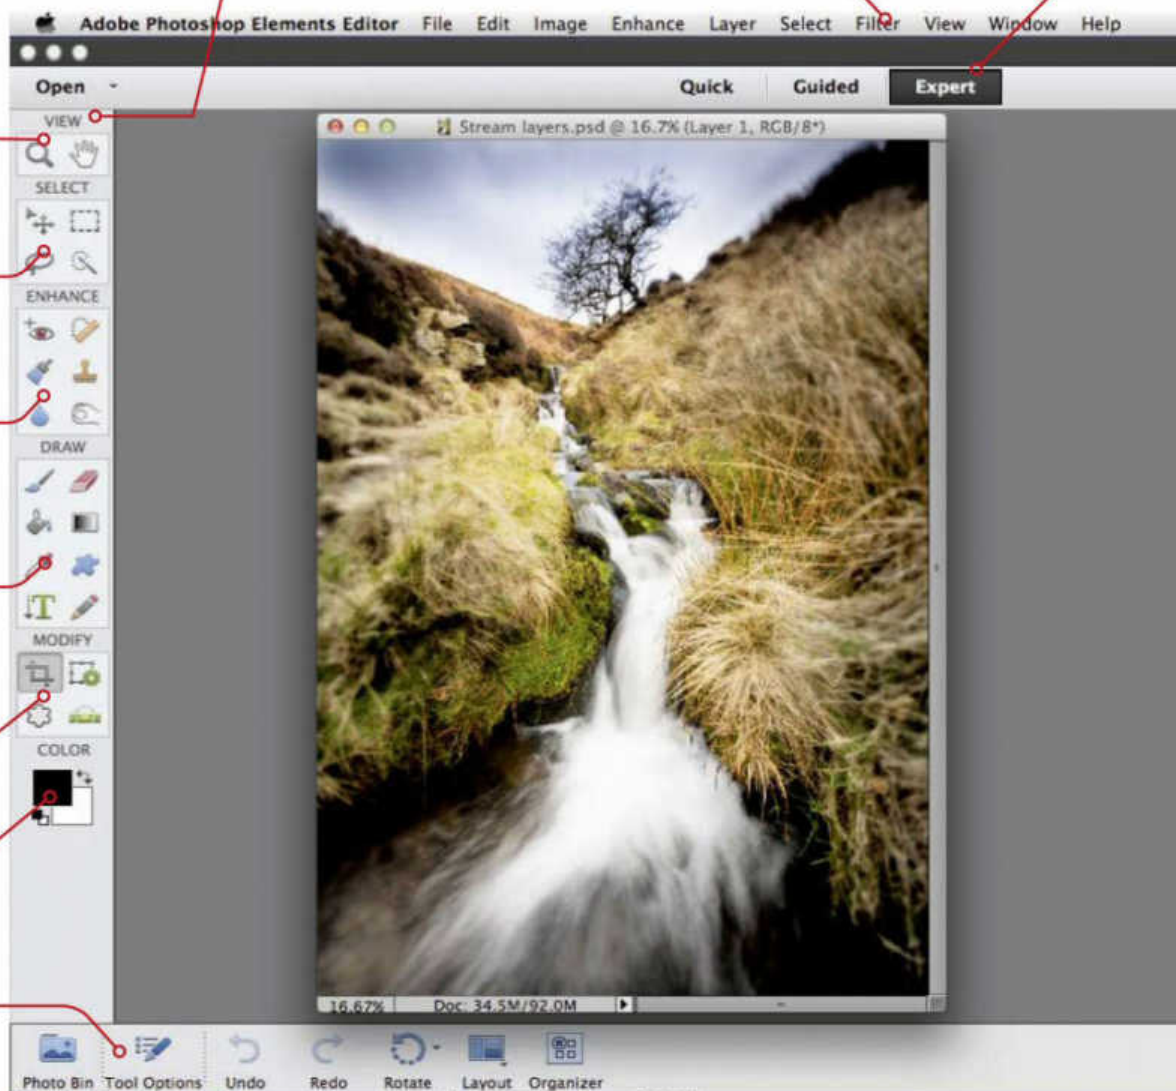 Adobe Photoshop Elements Editor File Edit Image Enhance Layer Select Filter View Window Help
Open Quick Guided Expert
VIEW
Stream layers.psd @ 16.7% (Layer 1, RGB/8*)
SELECT
ENHANCE
DRAW
T
MODIFY
COLOR
16.67% Doc: 34.5M/92.0M
Photo Bin Tool Options Undo Redo Rotate Layout Organizer